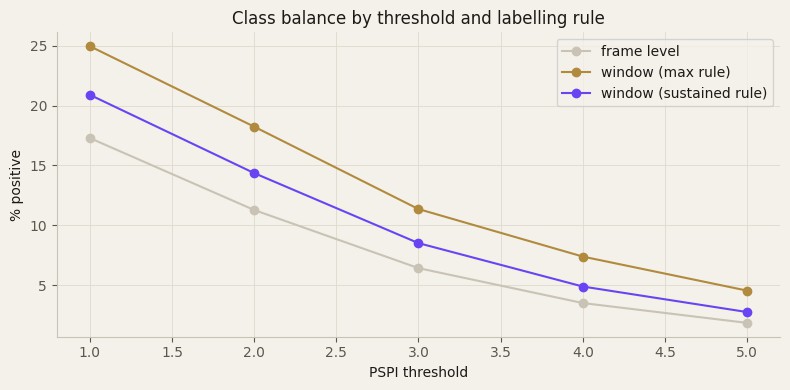 Class balance by threshold and labelling rule
frame level
window (max rule)
window (sustained rule)
% positive
25
20
15
10
5
1.0 1.5 2.0 2.5 3.0 3.5 4.0 4.5 5.0
PSPI threshold